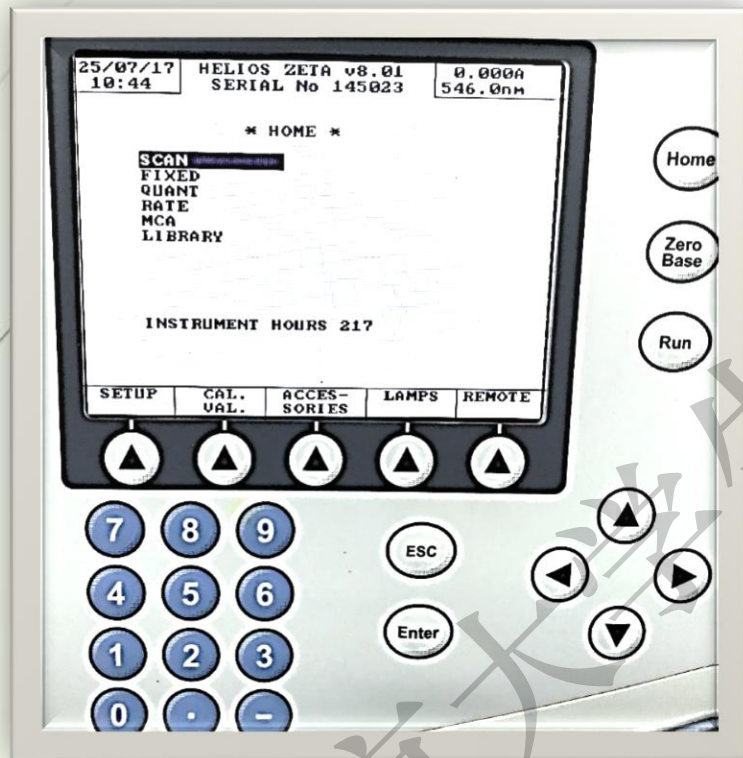 25/07/17 HELIOS ZETA v8.01 0.000A
10:44 SERIAL No 145023 546.0nm
* HOME *
SCAN
FIXED
QUANT
RATE
MCA
LIBRARY
INSTRUMENT HOURS 217
SETUP CAL. ACCES- LAMPS REMOTE
VAL. SORIES
Home
Zero
Base
Run
7 8 9
4 5 6
1 2 3
0 . -
ESC
Enter
大学